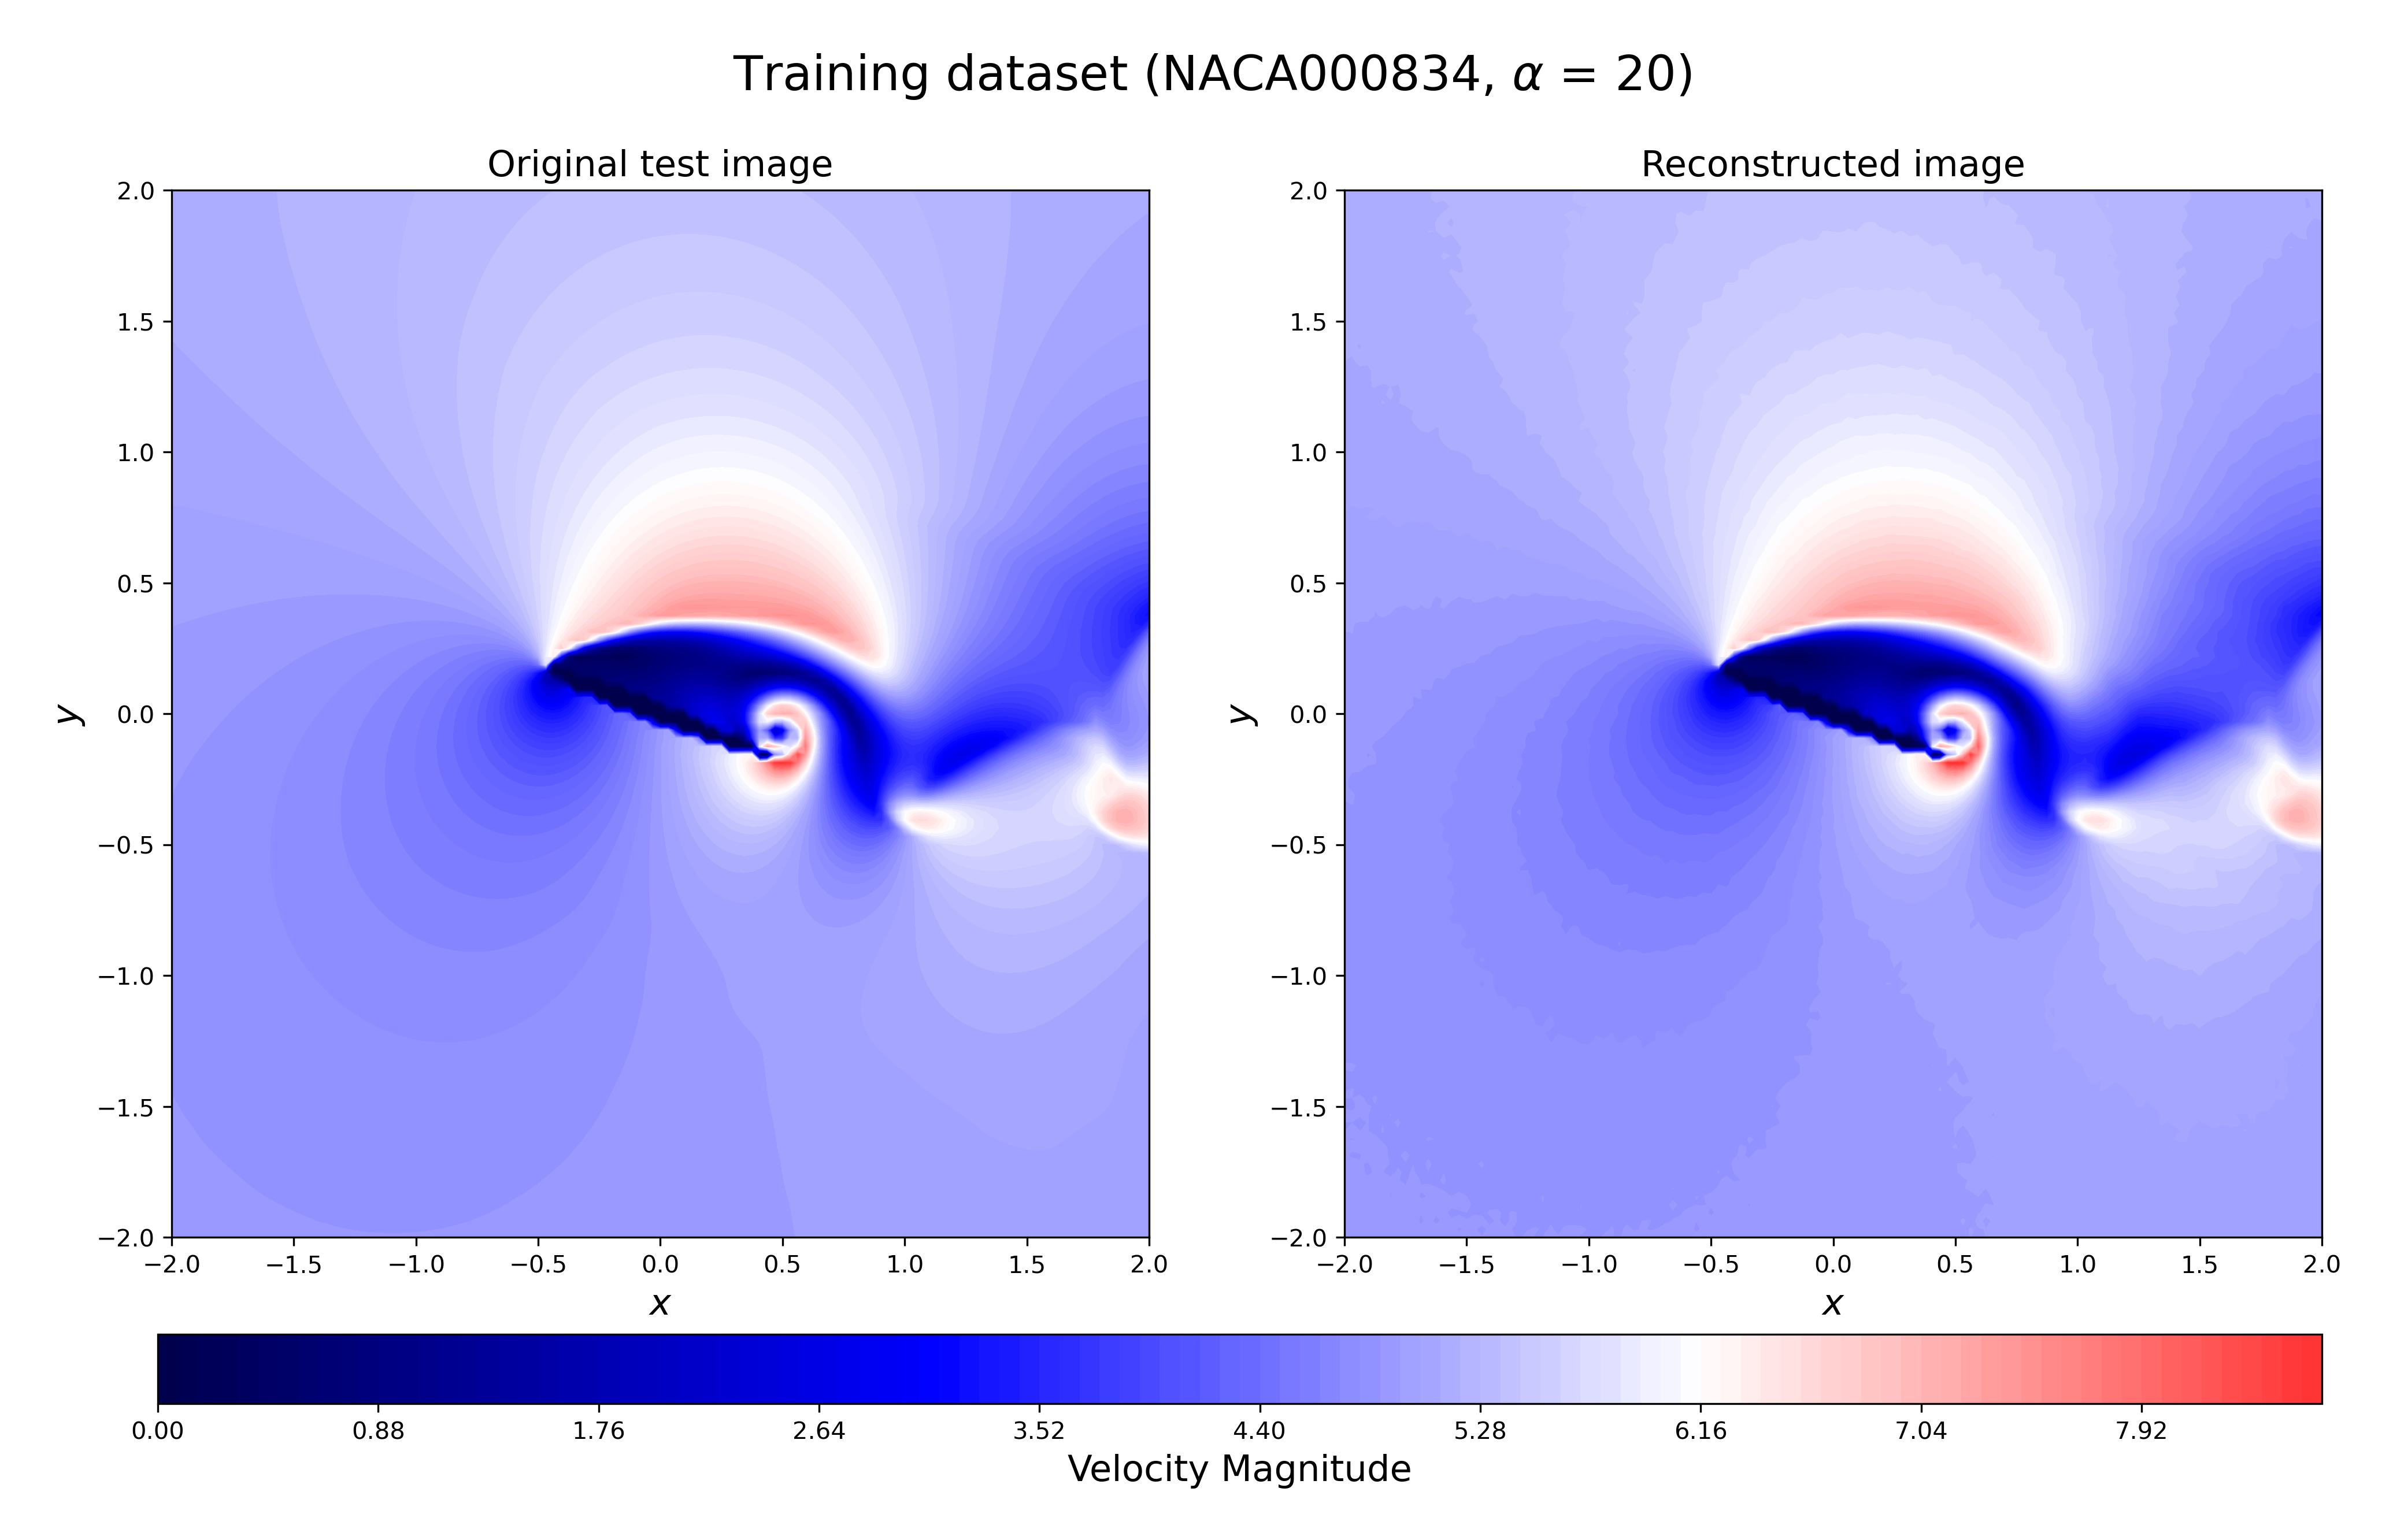 Training dataset (NACA000834, α = 20)
Original test image
Reconstructed image
2.0
1.5
1.0
0.5
0.0
−0.5
−1.0
−1.5
−2.0
y
−2.0 −1.5 −1.0 −0.5 0.0 0.5 1.0 1.5 2.0
x
2.0
1.5
1.0
0.5
0.0
−0.5
−1.0
−1.5
−2.0
y
−2.0 −1.5 −1.0 −0.5 0.0 0.5 1.0 1.5 2.0
x
0.00 0.88 1.76 2.64 3.52 4.40 5.28 6.16 7.04 7.92
Velocity Magnitude